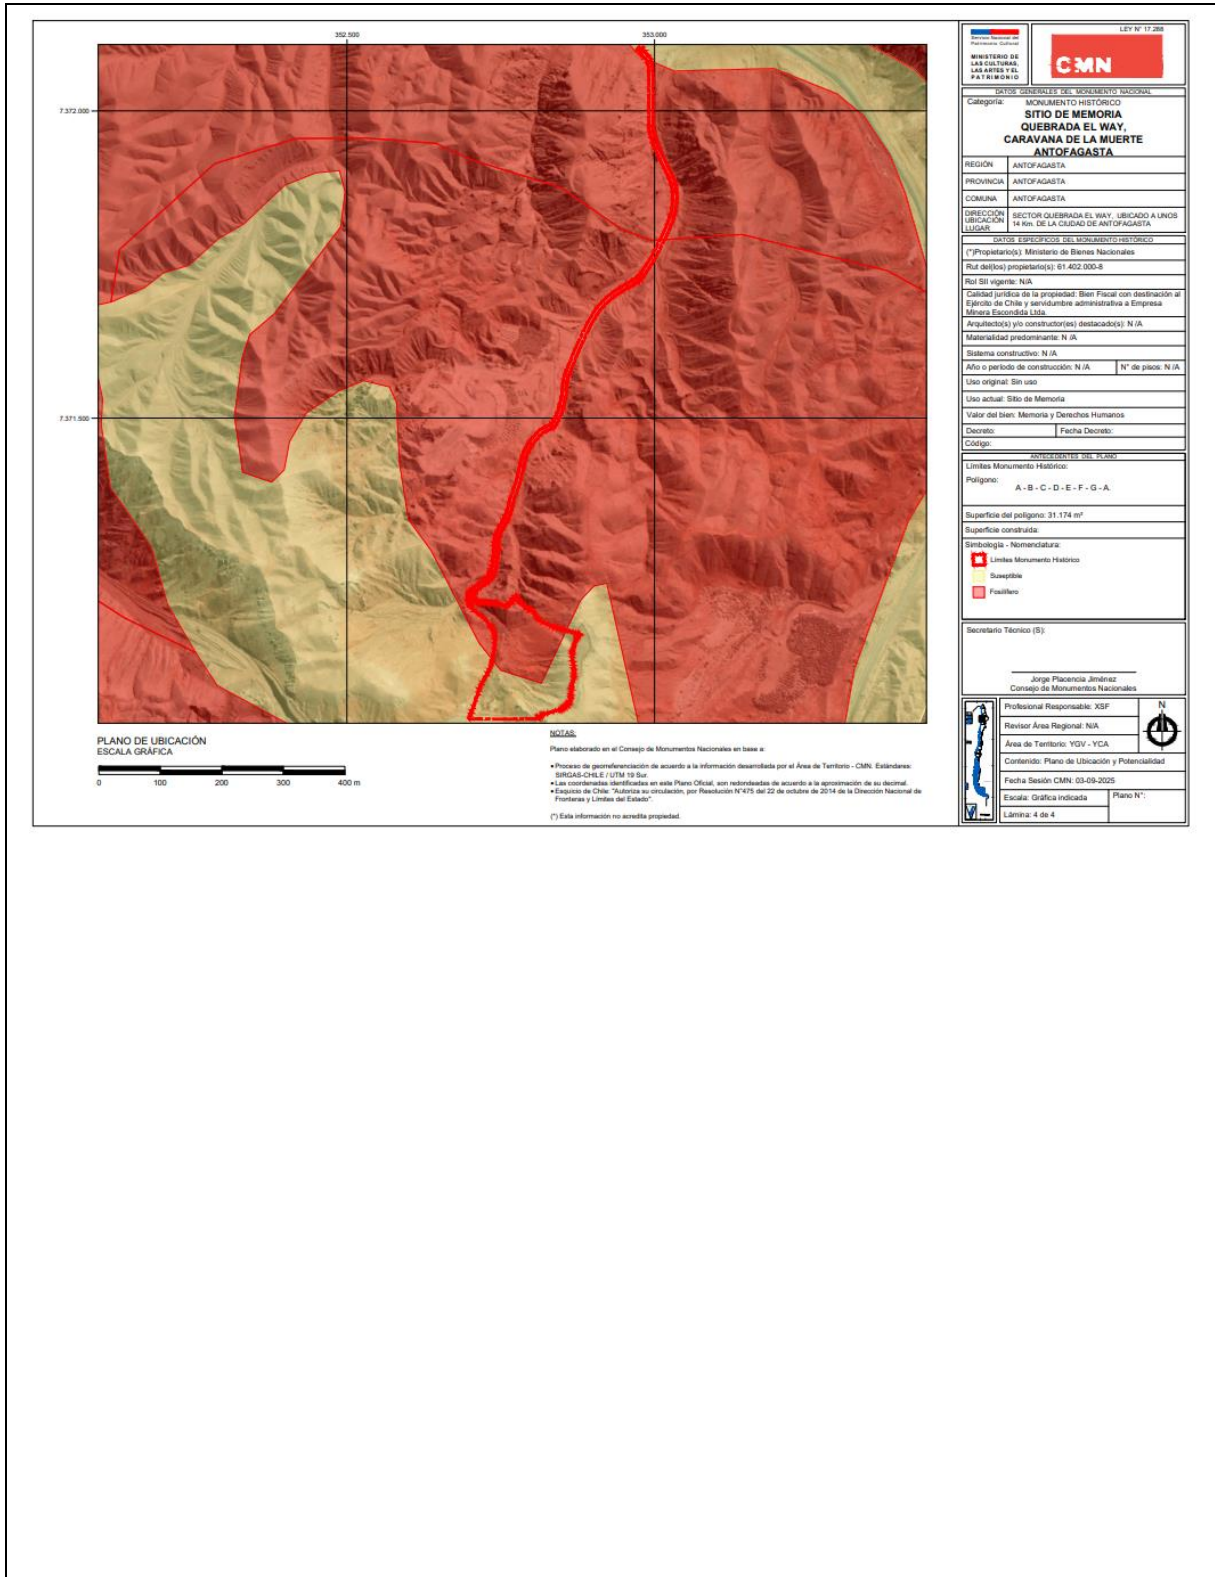 352.500
353.000
7.372.000
7.371.500
PLANO DE UBICACIÓN
ESCALA GRÁFICA
0 100 200 300 400 m
NOTAS:
Plano elaborado en el Consejo de Monumentos Nacionales en base a:
• Proceso de georreferenciación de acuerdo a la información desarrollada por el Área de Territorio - CMN. Estándares:
SIRGAS-CHILE / UTM 19 Sur.
• Las coordenadas identificadas en este Plano Oficial, son redondeadas de acuerdo a la aproximación de su decimal.
• Esquicio de Chile: "Autoriza su circulación, por Resolución N°475 del 22 de octubre de 2014 de la Dirección Nacional de
Fronteras y Límites del Estado".
(*) Esta información no acredita propiedad.
Servicio Nacional del
Patrimonio Cultural
MINISTERIO DE
LAS CULTURAS,
LAS ARTES Y EL
PATRIMONIO
LEY N° 17.288
CMN
DATOS GENERALES DEL MONUMENTO NACIONAL
Categoría: MONUMENTO HISTÓRICO
SITIO DE MEMORIA
QUEBRADA EL WAY,
CARAVANA DE LA MUERTE
ANTOFAGASTA
REGIÓN ANTOFAGASTA
PROVINCIA ANTOFAGASTA
COMUNA ANTOFAGASTA
DIRECCIÓN
UBICACIÓN
LUGAR
SECTOR QUEBRADA EL WAY, UBICADO A UNOS
14 Km. DE LA CIUDAD DE ANTOFAGASTA
DATOS ESPECÍFICOS DEL MONUMENTO HISTÓRICO
(*)Propietario(s): Ministerio de Bienes Nacionales
Rut del(los) propietario(s): 61.402.000-8
Rol SII vigente: N/A
Calidad jurídica de la propiedad: Bien Fiscal con destinación al
Ejército de Chile y servidumbre administrativa a Empresa
Minera Escondida Ltda.
Arquitecto(s) y/o constructor(es) destacado(s): N /A
Materialidad predominante: N /A
Sistema constructivo: N /A
Año o período de construcción: N /A N° de pisos: N /A
Uso original: Sin uso
Uso actual: Sitio de Memoria
Valor del bien: Memoria y Derechos Humanos
Decreto: Fecha Decreto:
Código:
ANTECEDENTES DEL PLANO
Límites Monumento Histórico:
Polígono:
A - B - C - D - E - F - G - A.
Superficie del polígono: 31.174 m²
Superficie construida:
Simbología - Nomenclatura:
Límites Monumento Histórico
Suseptible
Fosilífero
Secretario Técnico (S):
Jorge Placencia Jiménez
Consejo de Monumentos Nacionales
Profesional Responsable: XSF
Revisor Área Regional: N/A
Área de Territorio: YGV - YCA
N
Contenido: Plano de Ubicación y Potencialidad
Fecha Sesión CMN: 03-09-2025
Escala: Gráfica indicada
Plano N°:
Lámina: 4 de 4